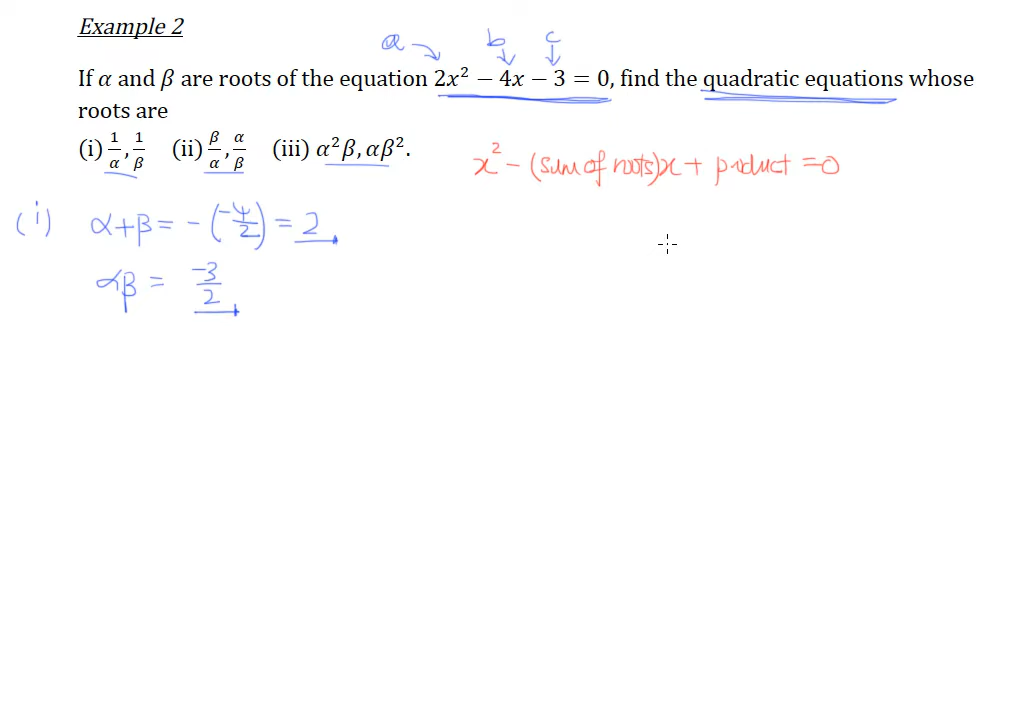 Example 2
a b c
If α and β are roots of the equation 2x² − 4x − 3 = 0, find the quadratic equations whose
roots are
(i) 1/α, 1/β (ii) β/α, α/β (iii) α²β, αβ².
x² − (sum of roots)x + product = 0
(i) α+β = −(−4/2) = 2
αβ = −3/2